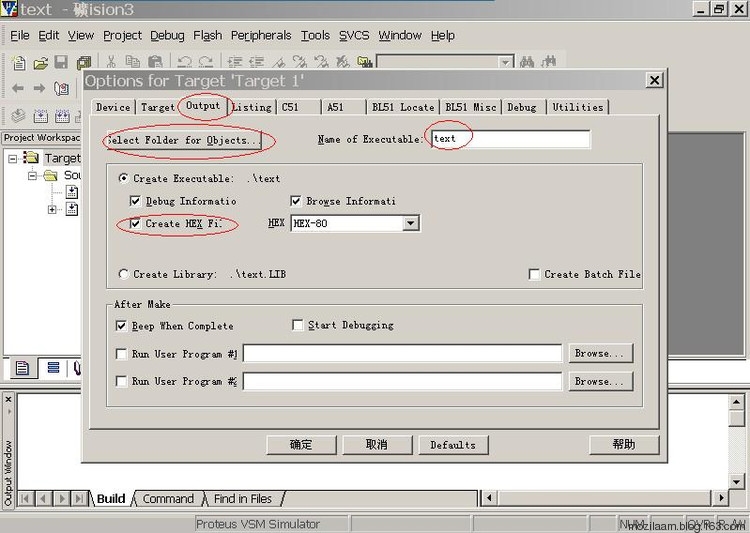 text - 礦ision3
File Edit View Project Debug Flash Peripherals Tools SVCS Window Help
Options for Target 'Target 1'
Device Target Output Listing C51 A51 BL51 Locate BL51 Misc Debug Utilities
Project Workspac
Select Folder for Objects... Name of Executable: text
Target
Sou
Create Executable: .\text
Debug Informatio Browse Informati
Create HEX Fi: HEX HEX-80
Create Library: .\text.LIB Create Batch File
After Make
Beep When Complete Start Debugging
Run User Program #1 Browse...
Run User Program #2 Browse...
确定 取消 Defaults 帮助
Output Window
Build Command Find in Files
Proteus VSM Simulator NUM OVR R/W
mozilaam.blog.163.com